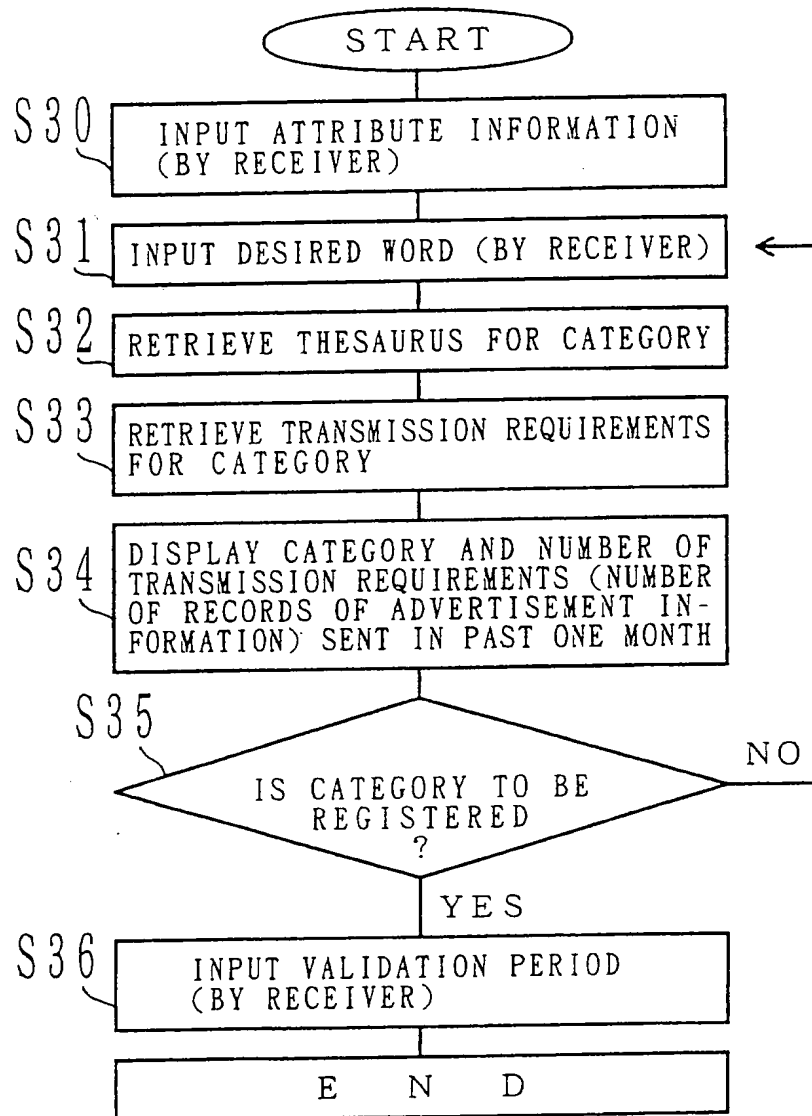 START
S30
INPUT ATTRIBUTE INFORMATION
(BY RECEIVER)
S31
INPUT DESIRED WORD (BY RECEIVER)
S32
RETRIEVE THESAURUS FOR CATEGORY
S33
RETRIEVE TRANSMISSION REQUIREMENTS
FOR CATEGORY
S34
DISPLAY CATEGORY AND NUMBER OF
TRANSMISSION REQUIREMENTS (NUMBER
OF RECORDS OF ADVERTISEMENT IN-
FORMATION) SENT IN PAST ONE MONTH
S35
IS CATEGORY TO BE
REGISTERED
?
NO
YES
S36
INPUT VALIDATION PERIOD
(BY RECEIVER)
END